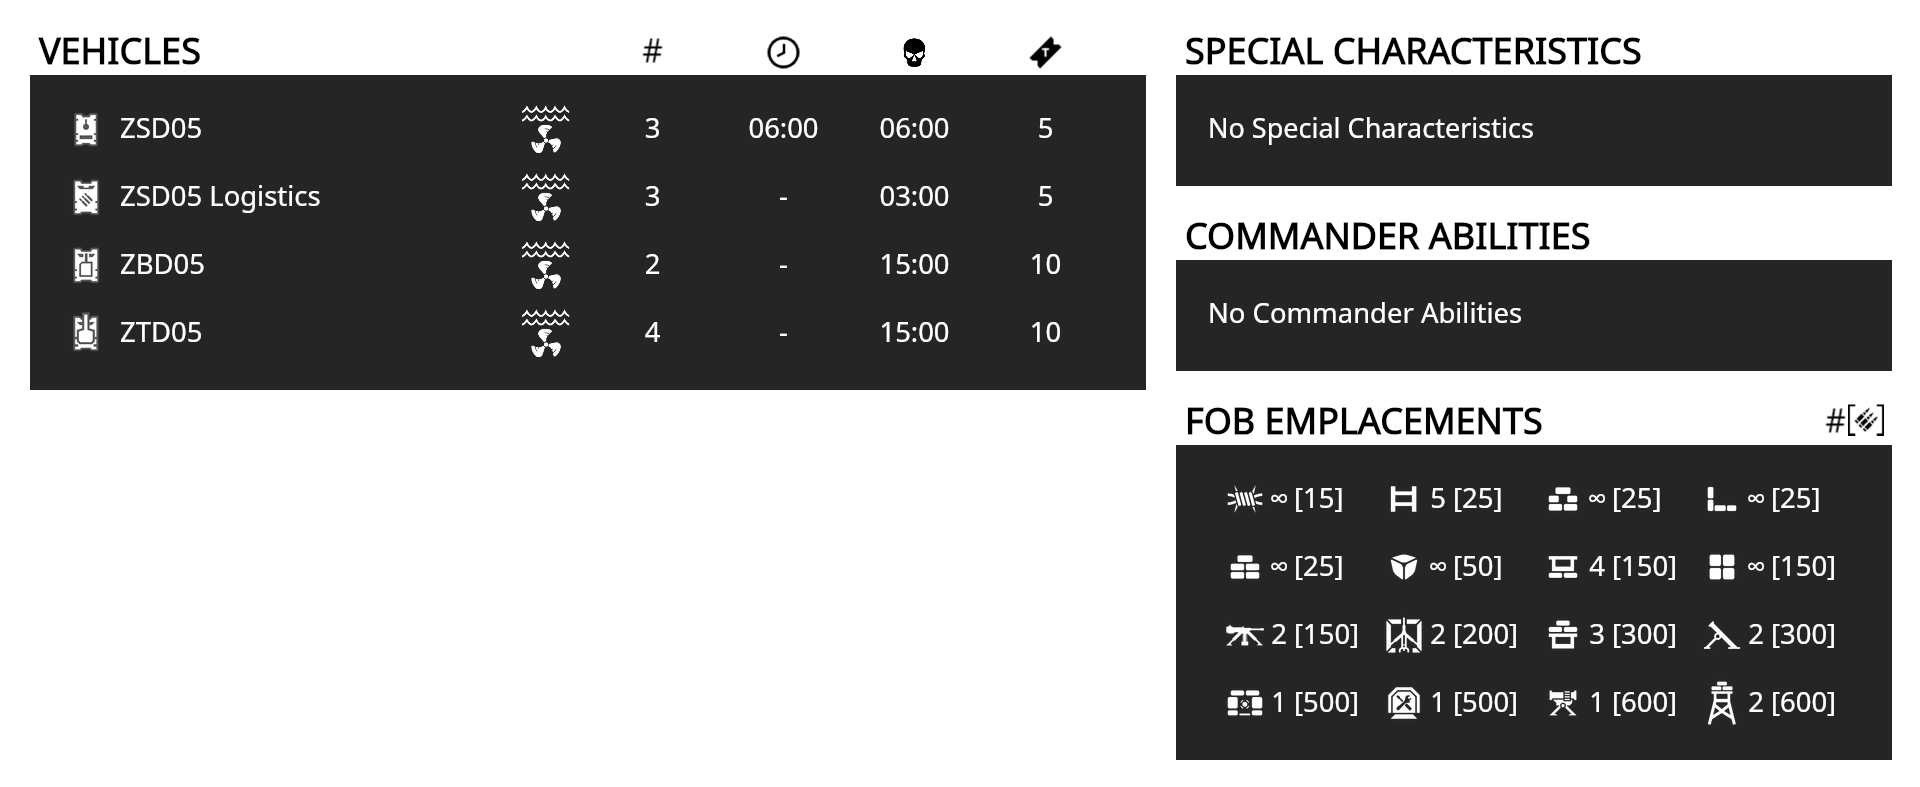 VEHICLES #
ZSD05 3 06:00 06:00 5
ZSD05 Logistics 3 - 03:00 5
ZBD05 2 - 15:00 10
ZTD05 4 - 15:00 10
SPECIAL CHARACTERISTICS
No Special Characteristics
COMMANDER ABILITIES
No Commander Abilities
FOB EMPLACEMENTS #[ ]
∞ [15] 5 [25] ∞ [25] ∞ [25]
∞ [25] ∞ [50] 4 [150] ∞ [150]
2 [150] 2 [200] 3 [300] 2 [300]
1 [500] 1 [500] 1 [600] 2 [600]